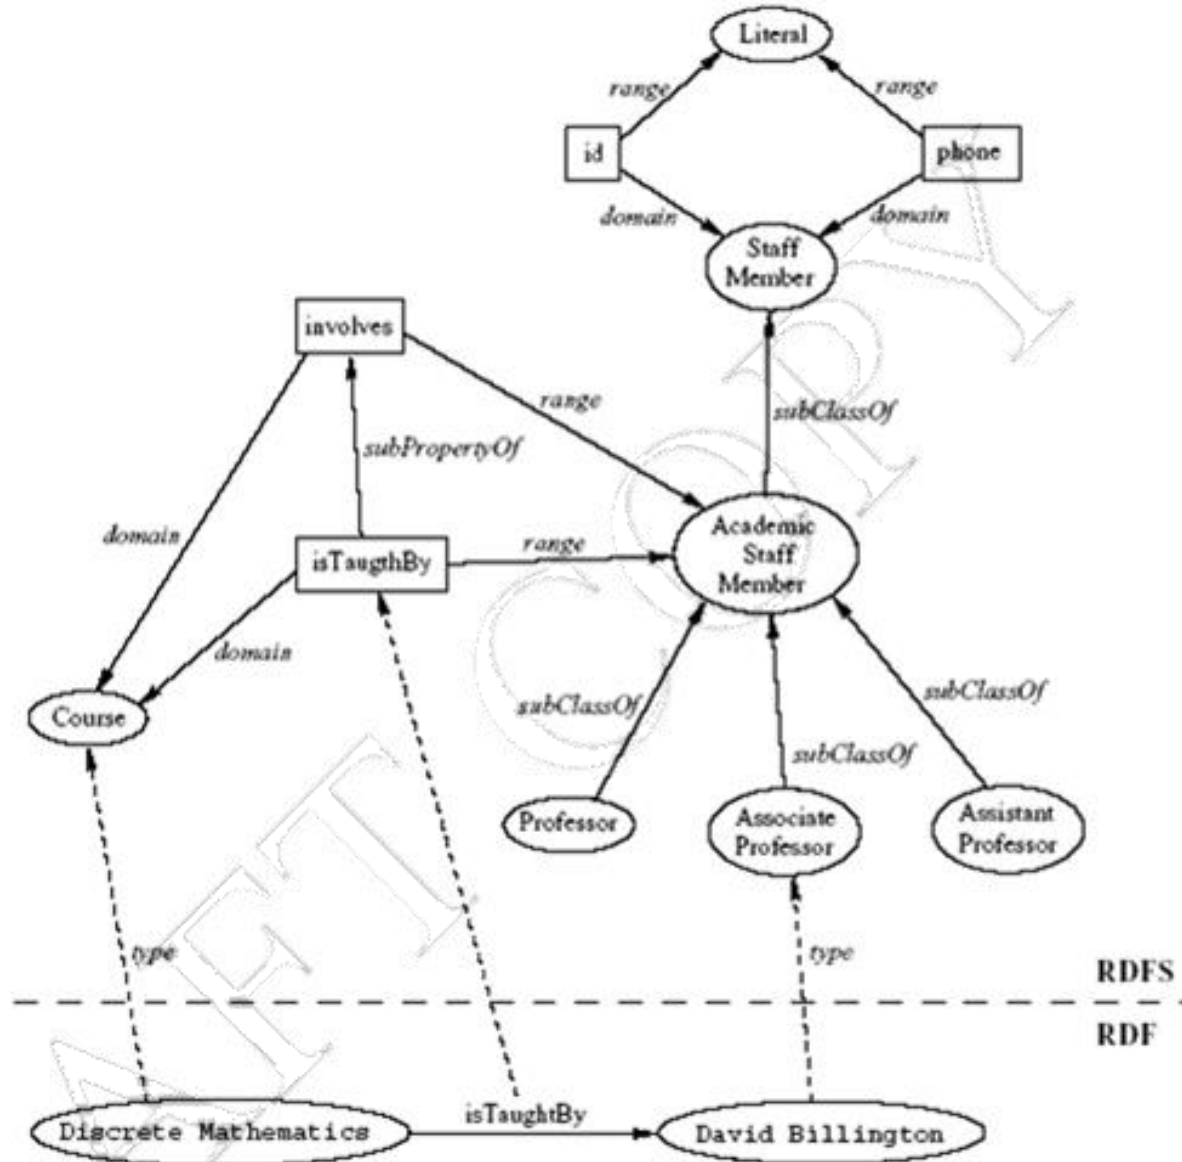 Literal
range
range
id
phone
domain
domain
Staff
Member
involves
range
subClassOf
subPropertyOf
domain
Academic
Staff
Member
isTaugthBy
range
domain
Course
subClassOf
subClassOf
subClassOf
Professor
Associate
Professor
Assistant
Professor
type
type
RDFS
RDF
isTaughtBy
Discrete Mathematics
David Billington
AFT COPY